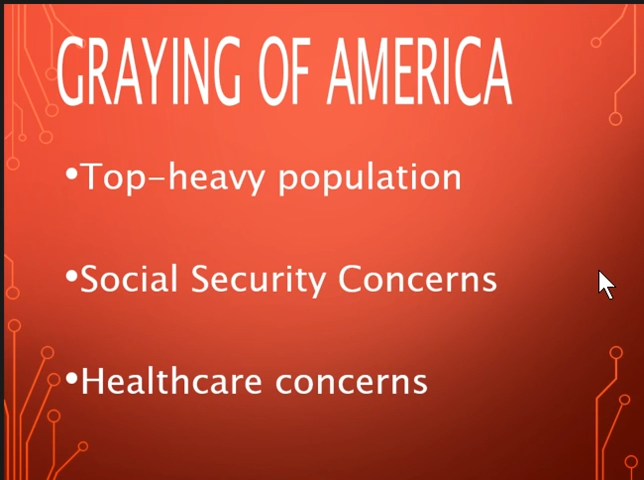 GRAYING OF AMERICA
•Top-heavy population
•Social Security Concerns
•Healthcare concerns